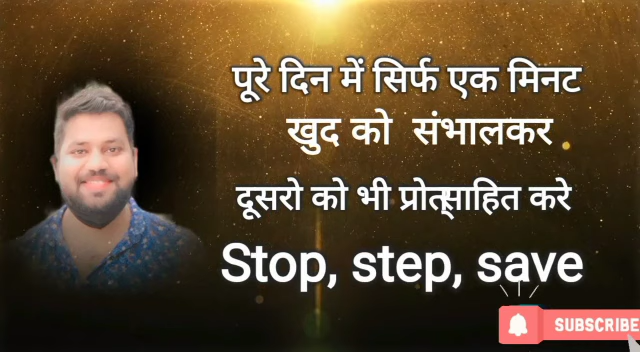 पूरे दिन में सिर्फ एक मिनट
खुद को संभालकर
दूसरो को भी प्रोत्साहित करे
Stop, step, save
SUBSCRIBE